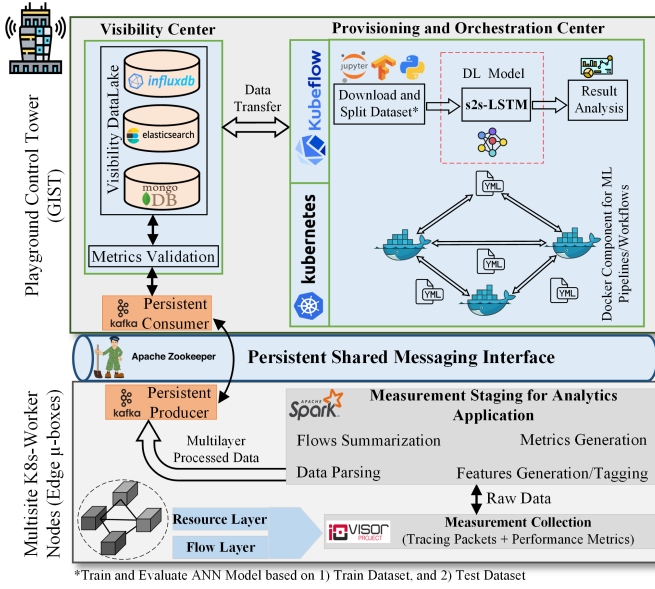 Visibility Center
Provisioning and Orchestration Center
Playground Control Tower
(GIST)
Visibility DataLake
influxdb
elasticsearch
mongo
DB
Metrics Validation
Data
Transfer
Kubeflow
kubernetes
jupyter
Download and
Split Dataset*
DL Model
s2s-LSTM
Result
Analysis
YML
YML
YML
YML
Docker Component for ML
Pipelines/Workflows
kafka
Persistent
Consumer
Apache Zookeeper
Persistent Shared Messaging Interface
Multisite K8s-Worker
Nodes (Edge μ-boxes)
kafka
Persistent
Producer
Multilayer
Processed Data
APACHE
Spark
Measurement Staging for Analytics
Application
Flows Summarization
Metrics Generation
Data Parsing
Features Generation/Tagging
Raw Data
Resource Layer
Flow Layer
iOVISOR
PROJECT
Measurement Collection
(Tracing Packets + Performance Metrics)
*Train and Evaluate ANN Model based on 1) Train Dataset, and 2) Test Dataset